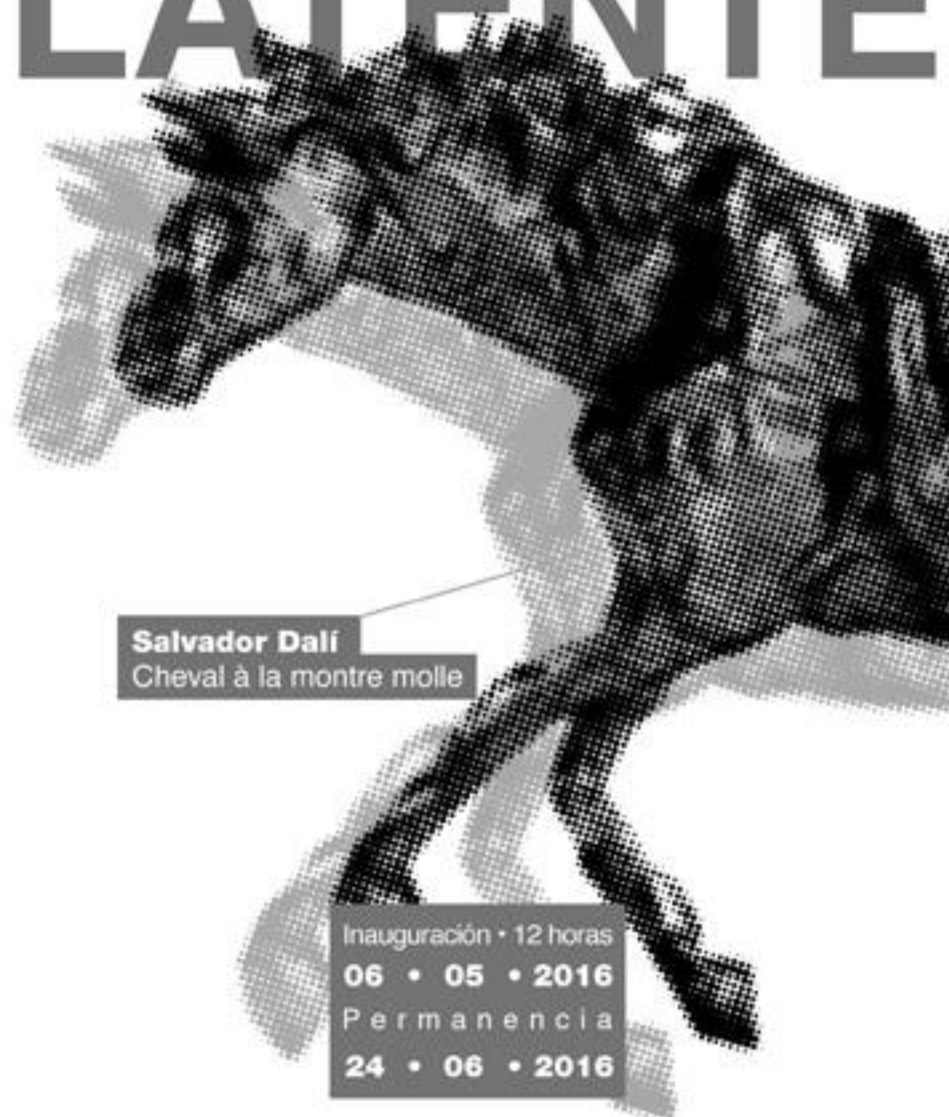 LATENTE
Salvador Dalí
Cheval à la montre molle
Inauguración • 12 horas
06 • 05 • 2016
Permanencia
24 • 06 • 2016